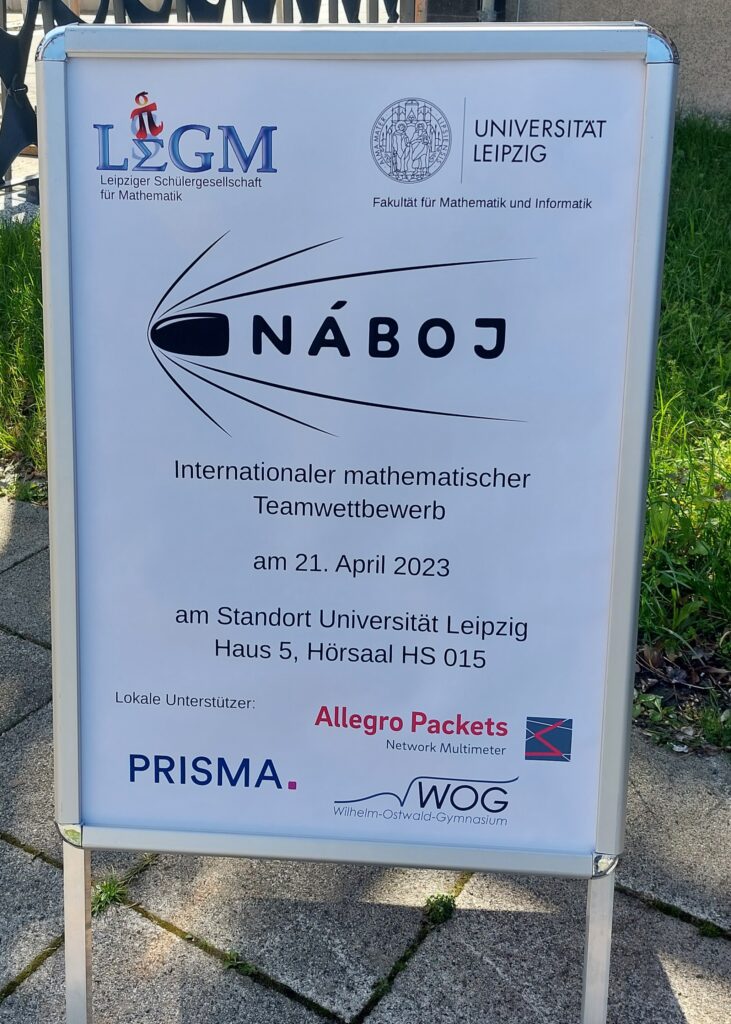 LΣGM
Leipziger Schülergesellschaft
für Mathematik
UNIVERSITÄT
LEIPZIG
Fakultät für Mathematik und Informatik
NÁBOJ
Internationaler mathematischer
Teamwettbewerb
am 21. April 2023
am Standort Universität Leipzig
Haus 5, Hörsaal HS 015
Lokale Unterstützer:
Allegro Packets
Network Multimeter
PRISMA.
WOG
Wilhelm-Ostwald-Gymnasium